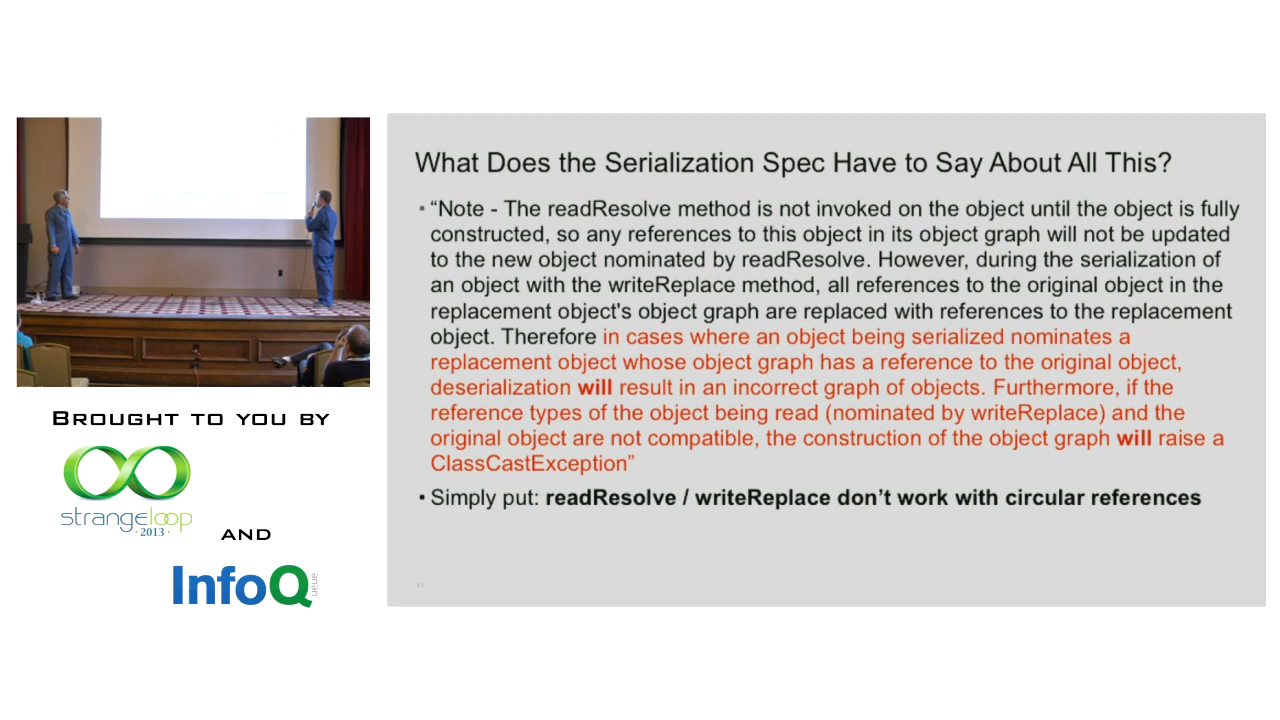 What Does the Serialization Spec Have to Say About All This?
▪ “Note - The readResolve method is not invoked on the object until the object is fully
constructed, so any references to this object in its object graph will not be updated
to the new object nominated by readResolve. However, during the serialization of
an object with the writeReplace method, all references to the original object in the
replacement object's object graph are replaced with references to the replacement
object. Therefore in cases where an object being serialized nominates a
replacement object whose object graph has a reference to the original object,
deserialization will result in an incorrect graph of objects. Furthermore, if the
reference types of the object being read (nominated by writeReplace) and the
original object are not compatible, the construction of the object graph will raise a
ClassCastException”
• Simply put: readResolve / writeReplace don’t work with circular references
BROUGHT TO YOU BY
strangeloop
· 2013 ·
AND
InfoQ
ueue